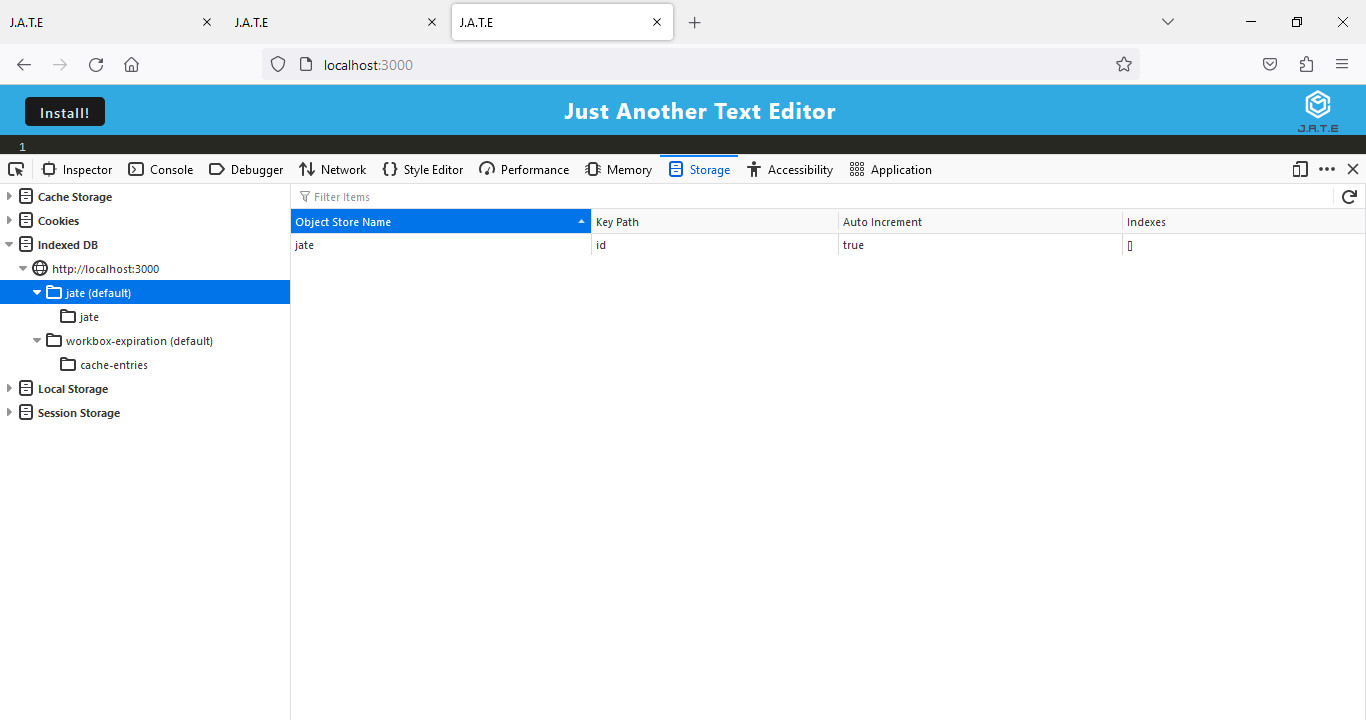 J.A.T.E J.A.T.E J.A.T.E
localhost:3000
Install! Just Another Text Editor
J.A.T.E
1
Inspector Console Debugger Network Style Editor Performance Memory Storage Accessibility Application
Cache Storage Filter Items
Cookies Object Store Name Key Path Auto Increment Indexes
Indexed DB jate id true []
http://localhost:3000
jate (default)
jate
workbox-expiration (default)
cache-entries
Local Storage
Session Storage